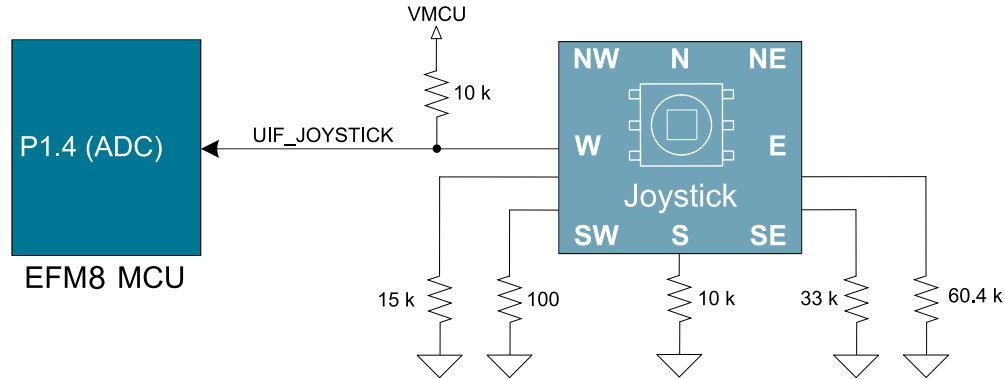 VMCU
10 k
NW N NE
P1.4 (ADC)
UIF_JOYSTICK
W E
Joystick
SW S SE
EFM8 MCU
15 k
100
10 k
33 k
60.4 k